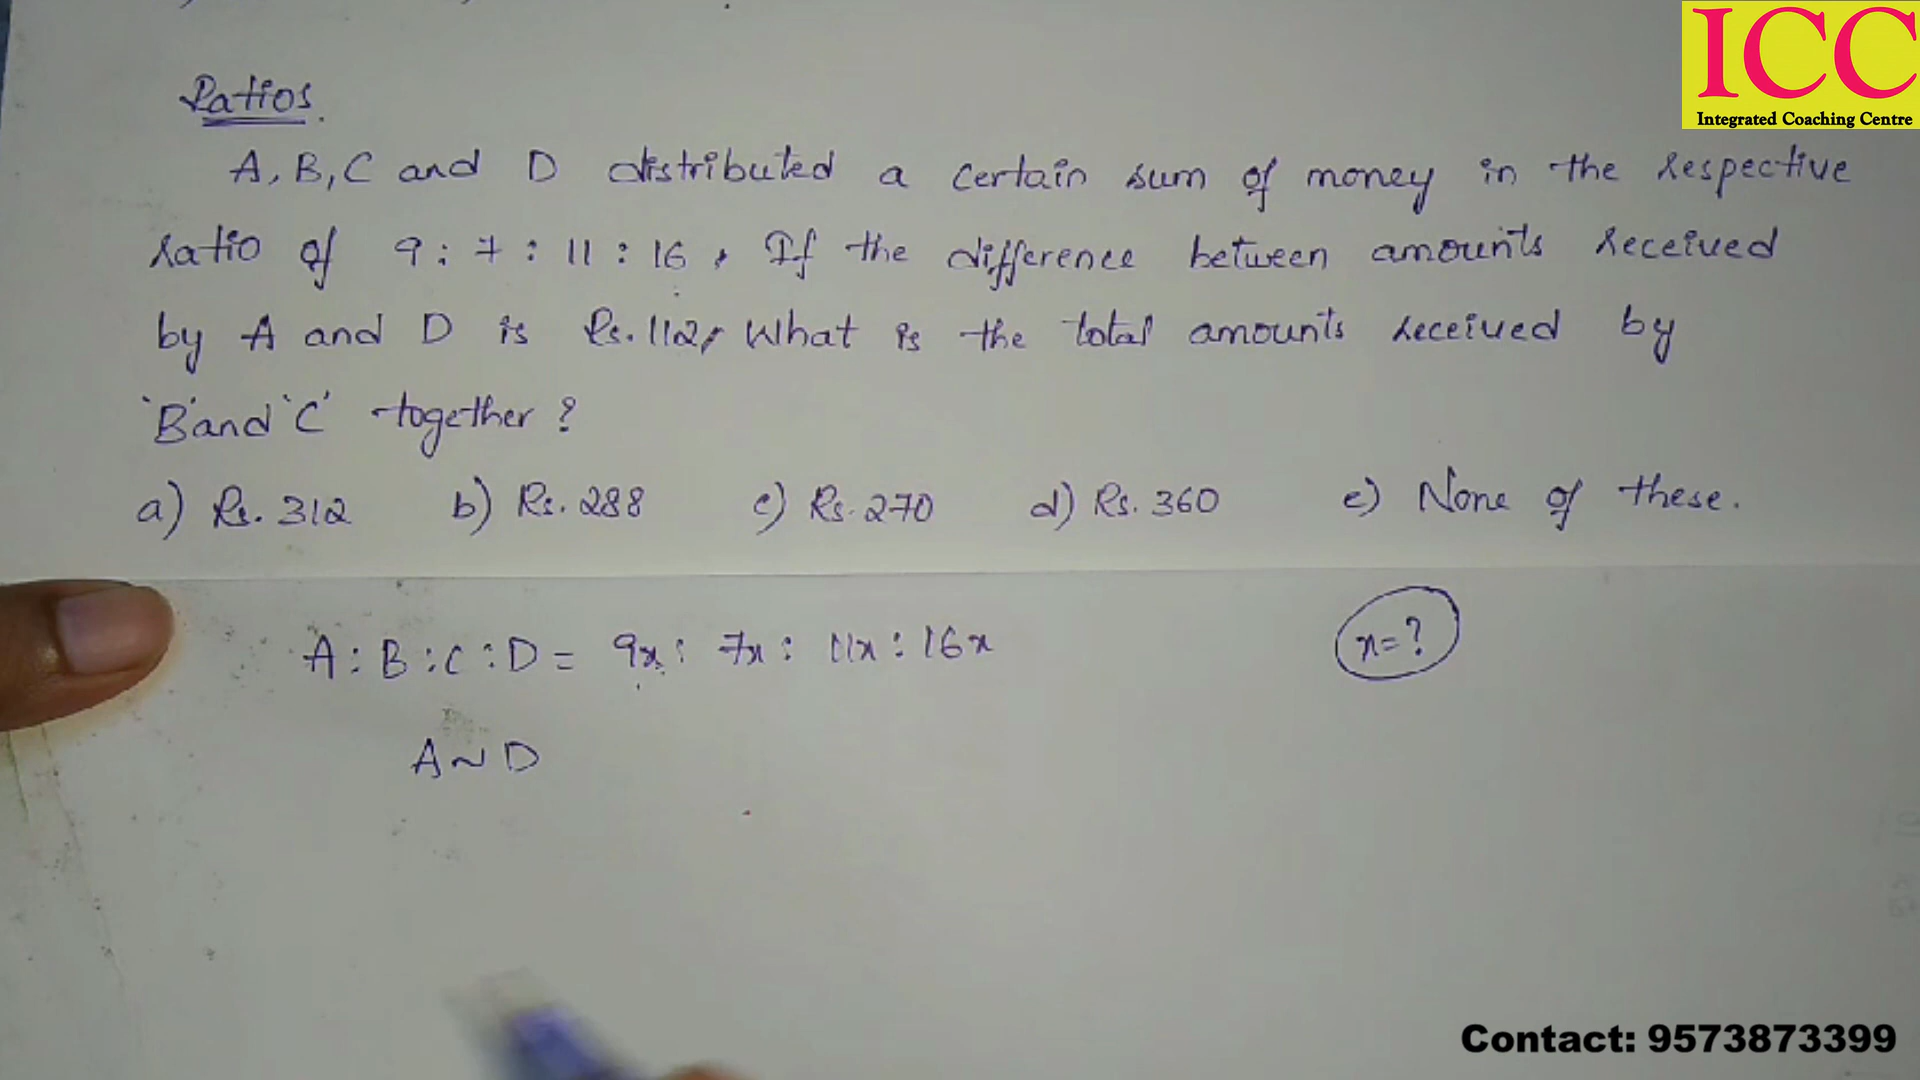 ICC
Integrated Coaching Centre
Ratios.
A, B, C and D distributed a certain sum of money in the respective
ratio of 9 : 7 : 11 : 16, If the difference between amounts received
by A and D is Rs. 112, What is the total amounts received by
'B' and 'C' together ?
a) Rs. 312 b) Rs. 288 c) Rs. 270 d) Rs. 360 e) None of these.
A : B : C : D = 9x : 7x : 11x : 16x
x = ?
A ~ D
Contact: 9573873399